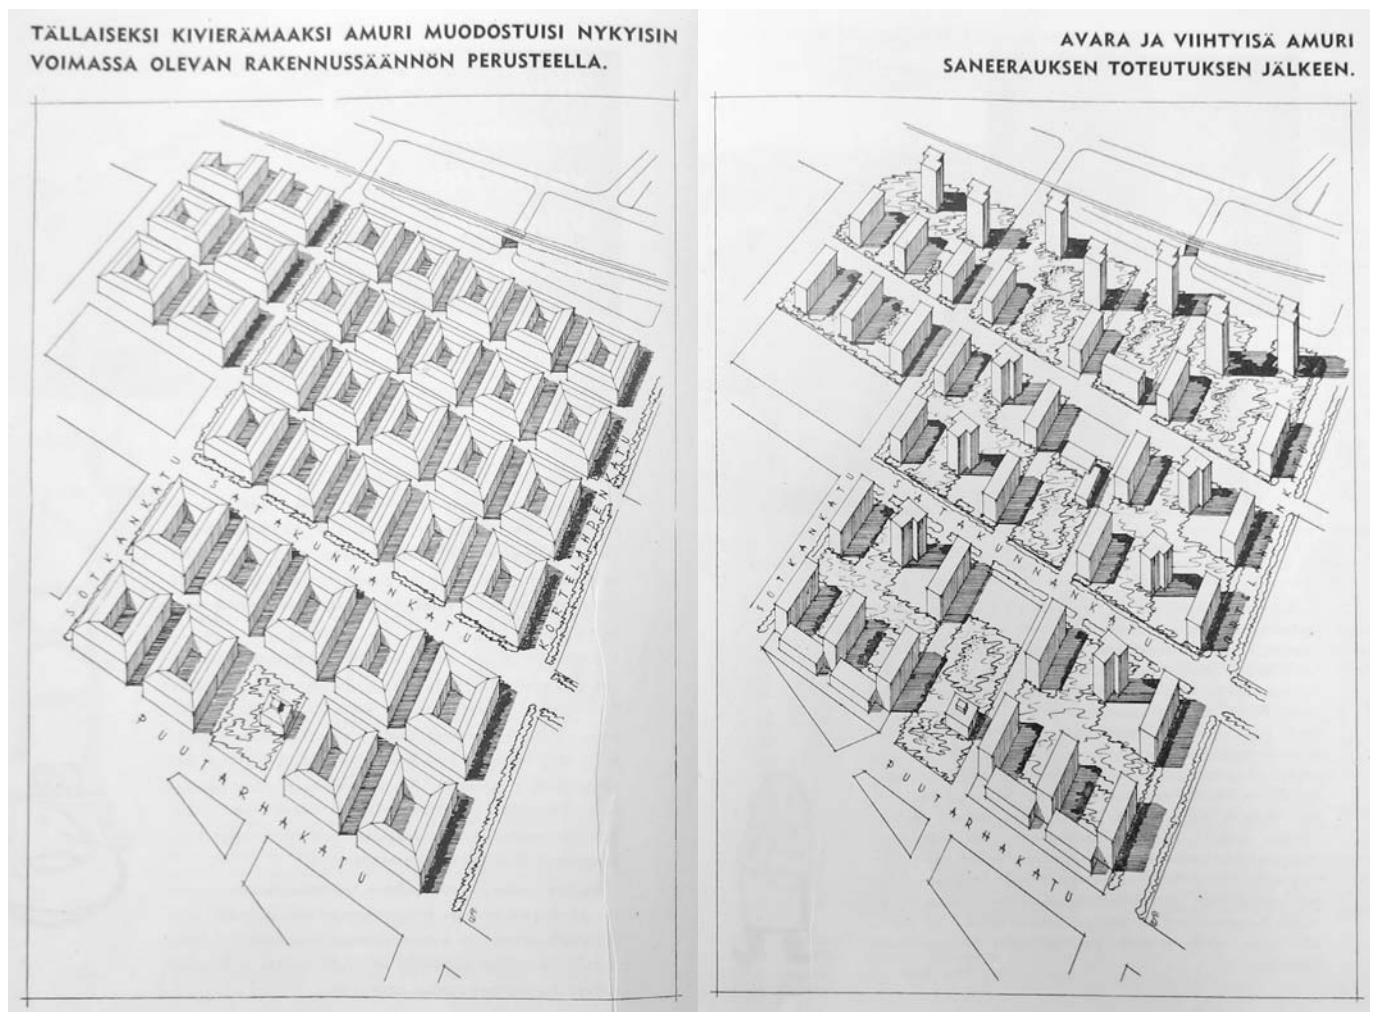 TÄLLAISEKSI KIVIERÄMAAKSI AMURI MUODOSTUISI NYKYISIN
VOIMASSA OLEVAN RAKENNUSSÄÄNNÖN PERUSTEELLA.
SOTKANKATU
SATAKUNNANKATU
KORTELAHDENKATU
PUUTARHAKATU
AVARA JA VIIHTYISÄ AMURI
SANEERAUKSEN TOTEUTUKSEN JÄLKEEN.
SOTKANKATU
SATAKUNNANKATU
PUUTARHAKATU